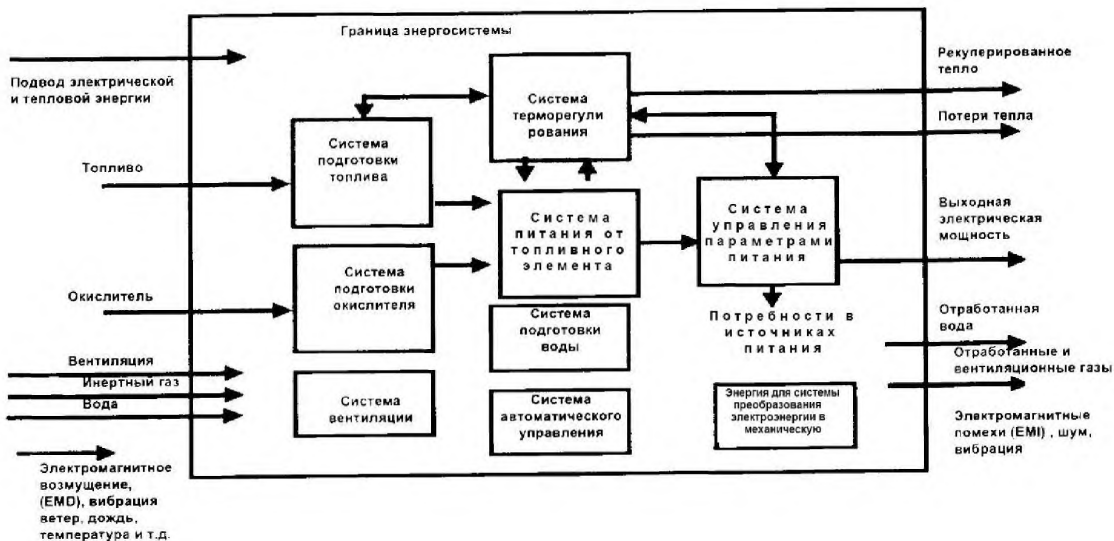 Граница энергосистемы
Подвод электрической
и тепловой энергии
Топливо
Окислитель
Вентиляция
Инертный газ
Вода
Электромагнитное
возмущение,
(EMD), вибрация
ветер, дождь,
температура и т.д.
Система
подготовки
топлива
Система
подготовки
окислителя
Система
вентиляции
Система
терморегули
рования
Система
питания от
топливного
элемента
Система
подготовки
воды
Система
автоматического
управления
Система
управления
параметрами
питания
Потребности в
источниках
питания
Энергия для системы
преобразования
электроэнергии в
механическую
Рекуперированное
тепло
Потери тепла
Выходная
электрическая
мощность
Отработанная
вода
Отработанные и
вентиляционные газы
Электромагнитные
помехи (EMI) , шум,
вибрация